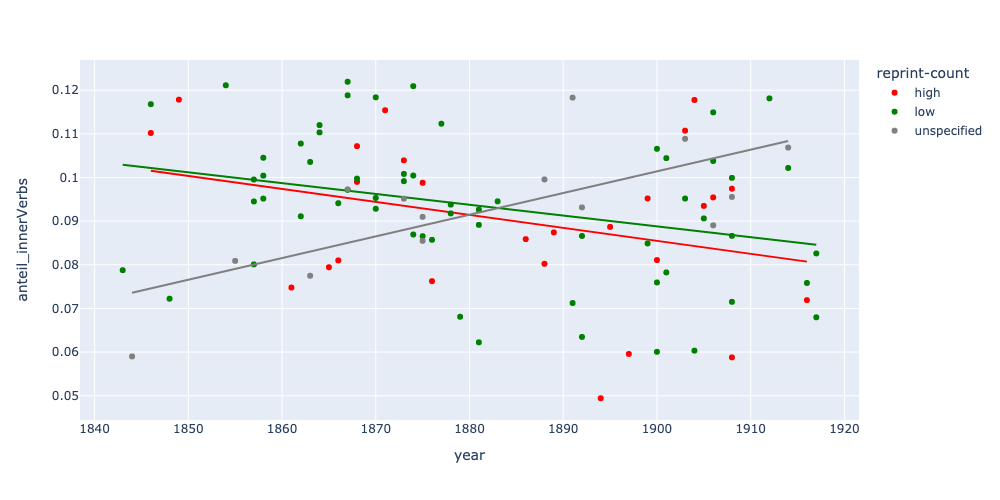 reprint-count
high
low
unspecified
anteil_innerVerbs
0.12
0.11
0.1
0.09
0.08
0.07
0.06
0.05
1840 1850 1860 1870 1880 1890 1900 1910 1920
year